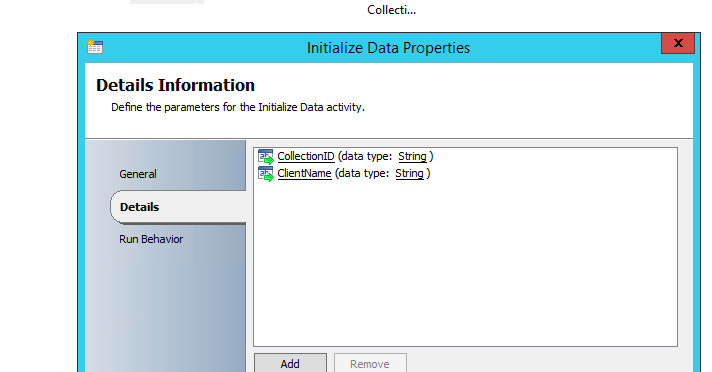 Collecti...
Initialize Data Properties
x
Details Information
Define the parameters for the Initialize Data activity.
General
Details
Run Behavior
CollectionID (data type: String )
ClientName (data type: String )
Add
Remove